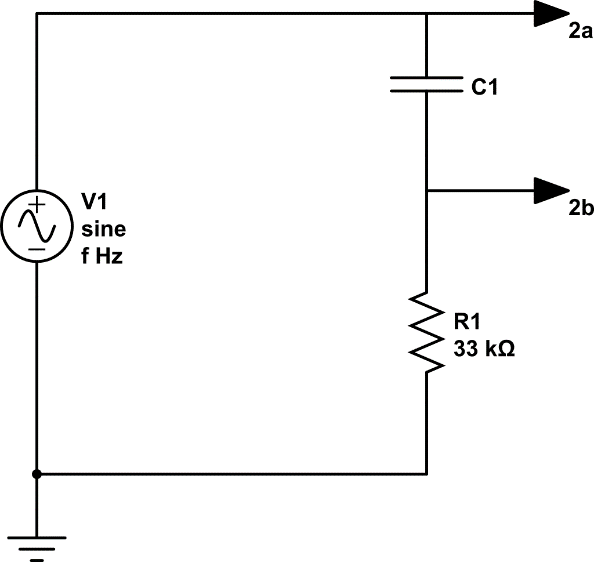 2a
C1
V1
sine
f Hz
2b
R1
33 kΩ